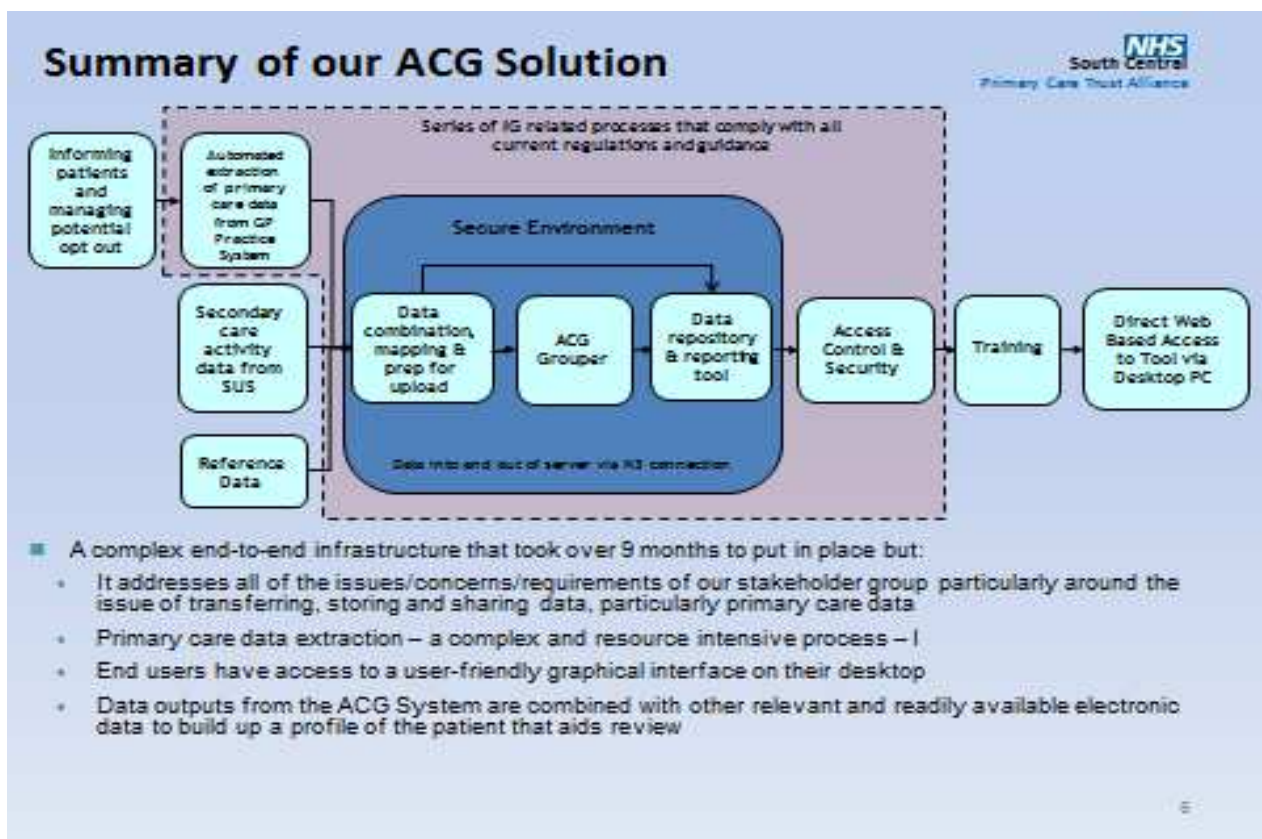 Summary of our ACG Solution
NHS
South Central
Primary Care Trust Alliance
Series of IG related processes that comply with all
current regulations and guidance
Informing
patients
and
managing
potential
opt out
Automated
extraction
of primary
care data
from GP
Practice
System
Secure Environment
Secondary
care
activity
data from
SUS
Data
combination,
mapping &
prep for
upload
ACG
Grouper
Data
repository
& reporting
tool
Access
Control &
Security
Training
Direct Web
Based Access
to Tool via
Desktop PC
Reference
Data
Data into and out of server via N3 connection
A complex end-to-end infrastructure that took over 9 months to put in place but:
It addresses all of the issues/concerns/requirements of our stakeholder group particularly around the
issue of transferring, storing and sharing data, particularly primary care data
Primary care data extraction – a complex and resource intensive process – I
End users have access to a user-friendly graphical interface on their desktop
Data outputs from the ACG System are combined with other relevant and readily available electronic
data to build up a profile of the patient that aids review